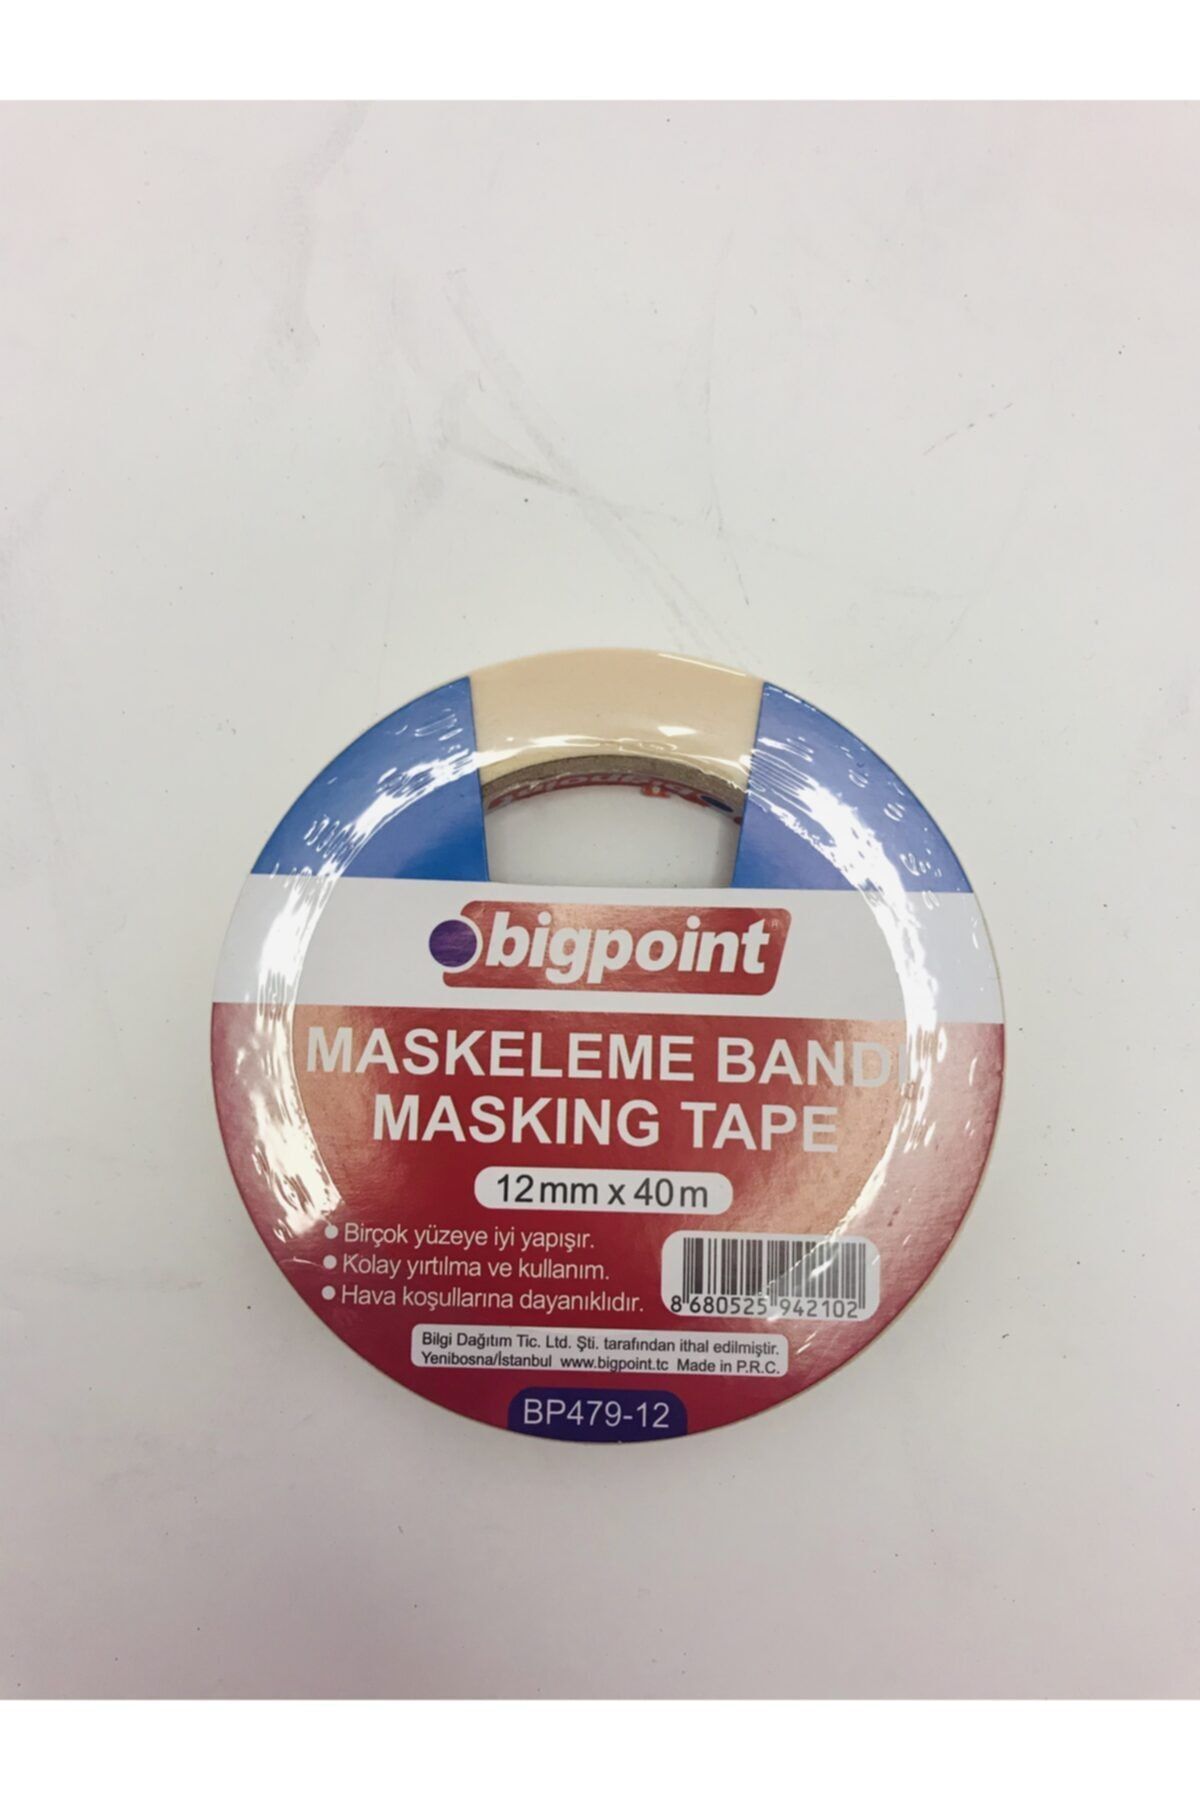 bigpoint
bigpoint®
MASKELEME BANDI
MASKING TAPE
12 mm x 40 m
• Birçok yüzeye iyi yapışır.
• Kolay yırtılma ve kullanım.
• Hava koşullarına dayanıklıdır.
8 680525 942102
Bilgi Dağıtım Tic. Ltd. Şti. tarafından ithal edilmiştir.
Yenibosna/İstanbul www.bigpoint.tc Made in P.R.C.
BP479-12